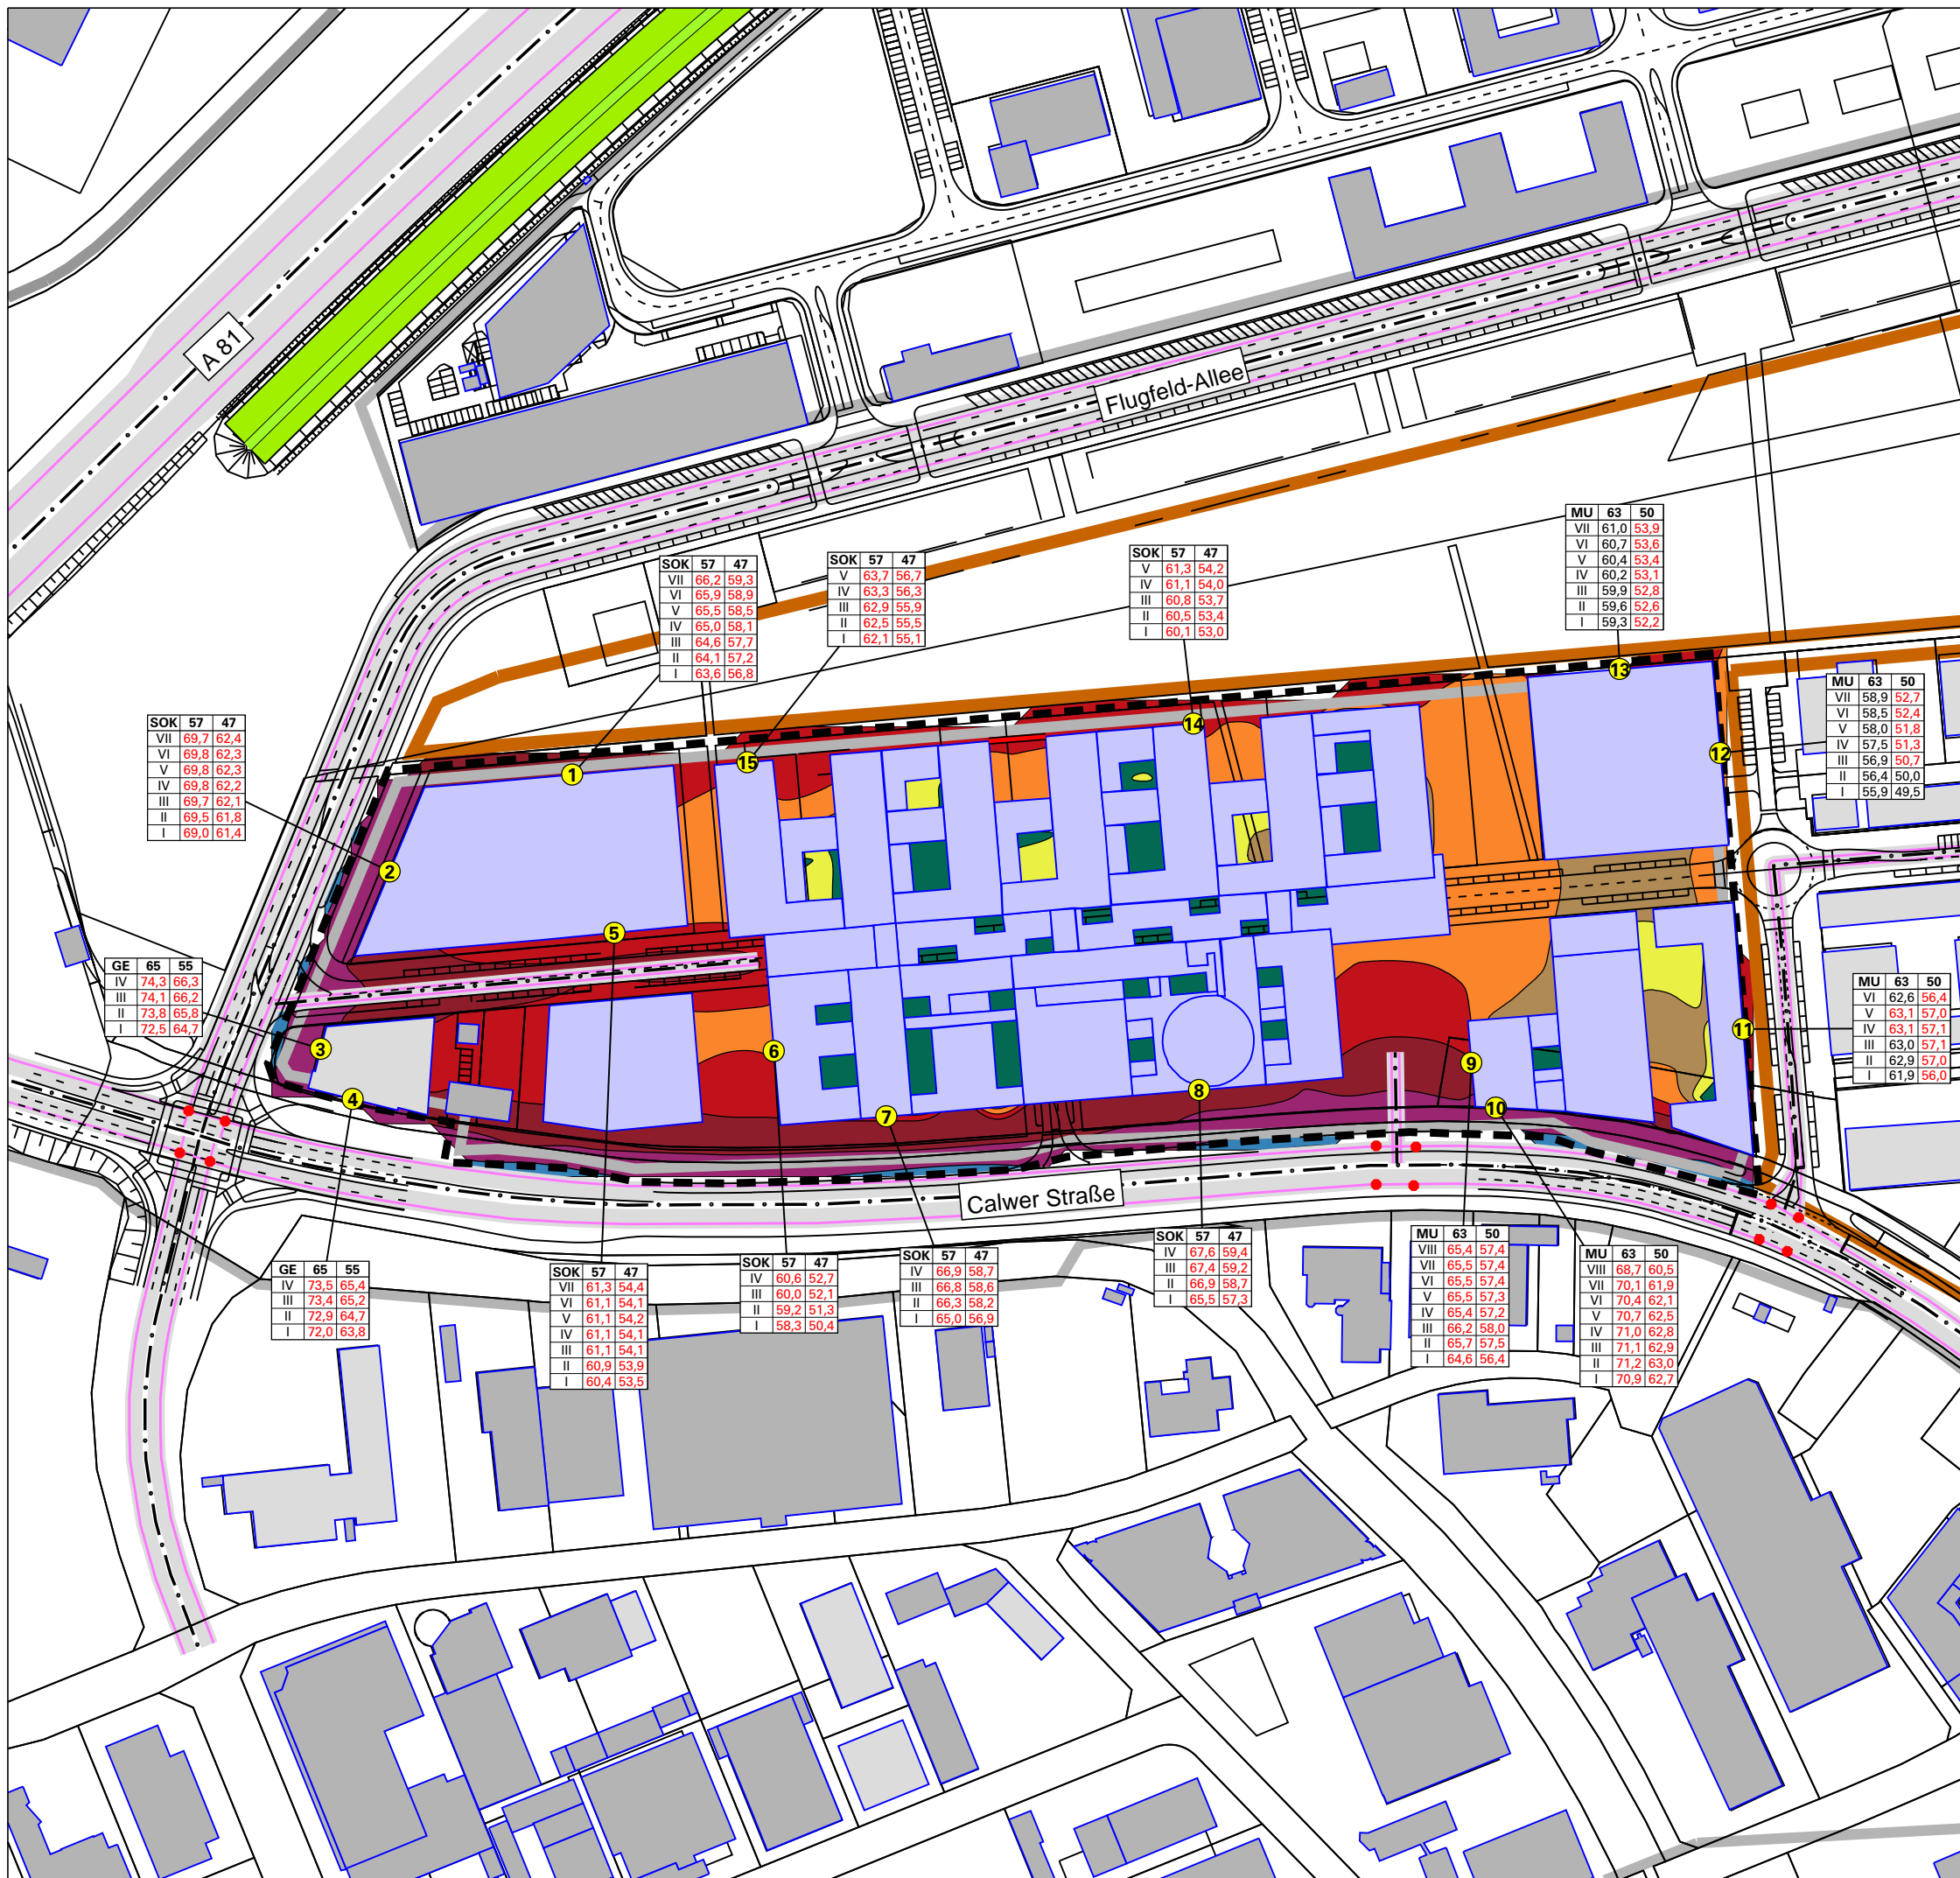 A 81
Flugfeld-Allee
MU 63 50
VII 61,0 53,9
VI 60,7 53,6
V 60,4 53,4
IV 60,2 53,1
III 59,9 52,8
II 59,6 52,6
I 59,3 52,2
SOK 57 47
VII 66,2 59,3
VI 65,9 58,9
V 65,5 58,5
IV 65,0 58,1
III 64,6 57,7
II 64,1 57,2
I 63,6 56,8
SOK 57 47
V 63,7 56,7
IV 63,3 56,3
III 62,9 55,9
II 62,5 55,5
I 62,1 55,1
SOK 57 47
V 61,3 54,2
IV 61,1 54,0
III 60,8 53,7
II 60,5 53,4
I 60,1 53,0
MU 63 50
VII 58,9 52,7
VI 58,5 52,4
V 58,0 51,8
IV 57,5 51,3
III 56,9 50,7
II 56,4 50,0
I 55,9 49,5
SOK 57 47
VII 69,7 62,4
VI 69,8 62,3
V 69,8 62,3
IV 69,8 62,2
III 69,7 62,1
II 69,5 61,8
I 69,0 61,4
13
14
12
15
1
2
5
GE 65 55
IV 74,3 66,3
III 74,1 66,2
II 73,8 65,8
I 72,5 64,7
MU 63 50
VI 62,6 56,4
V 63,1 57,0
IV 63,1 57,1
III 63,0 57,1
II 62,9 57,0
I 61,9 56,0
11
3
6
9
8
4
10
7
Calwer Straße
GE 65 55
IV 73,5 65,4
III 73,4 65,2
II 72,9 64,7
I 72,0 63,8
SOK 57 47
VII 61,3 54,4
VI 61,1 54,1
V 61,1 54,2
IV 61,1 54,1
III 61,1 54,1
II 60,9 53,9
I 60,4 53,5
SOK 57 47
IV 60,6 52,7
III 60,0 52,1
II 59,2 51,3
I 58,3 50,4
SOK 57 47
IV 66,9 58,7
III 66,8 58,6
II 66,3 58,2
I 65,0 56,9
SOK 57 47
IV 67,6 59,4
III 67,4 59,2
II 66,9 58,7
I 65,5 57,3
MU 63 50
VIII 65,4 57,4
VII 65,5 57,4
VI 65,5 57,4
V 65,5 57,3
IV 65,4 57,2
III 66,2 58,0
II 65,7 57,5
I 64,6 56,4
MU 63 50
VIII 68,7 60,5
VII 70,1 61,9
VI 70,4 62,1
V 70,7 62,5
IV 71,0 62,8
III 71,1 62,9
II 71,2 63,0
I 70,9 62,7